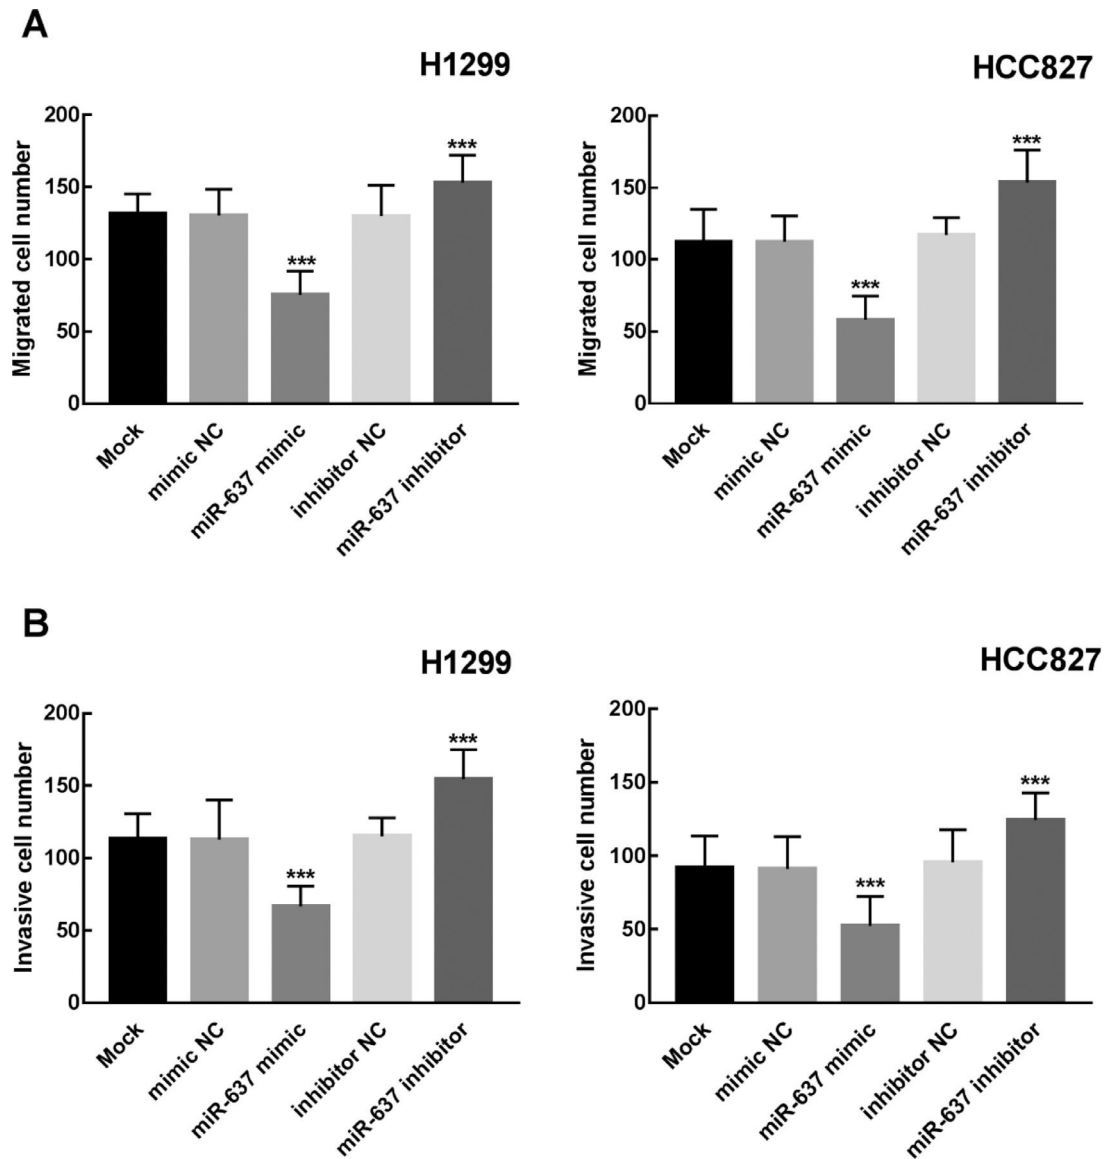 A
H1299
Migrated cell number
200
150
100
50
0
***
***
Mock
mimic NC
miR-637 mimic
inhibitor NC
miR-637 inhibitor
HCC827
Migrated cell number
200
150
100
50
0
***
***
Mock
mimic NC
miR-637 mimic
inhibitor NC
miR-637 inhibitor
B
H1299
Invasive cell number
200
150
100
50
0
***
***
Mock
mimic NC
miR-637 mimic
inhibitor NC
miR-637 inhibitor
HCC827
Invasive cell number
200
150
100
50
0
***
***
Mock
mimic NC
miR-637 mimic
inhibitor NC
miR-637 inhibitor